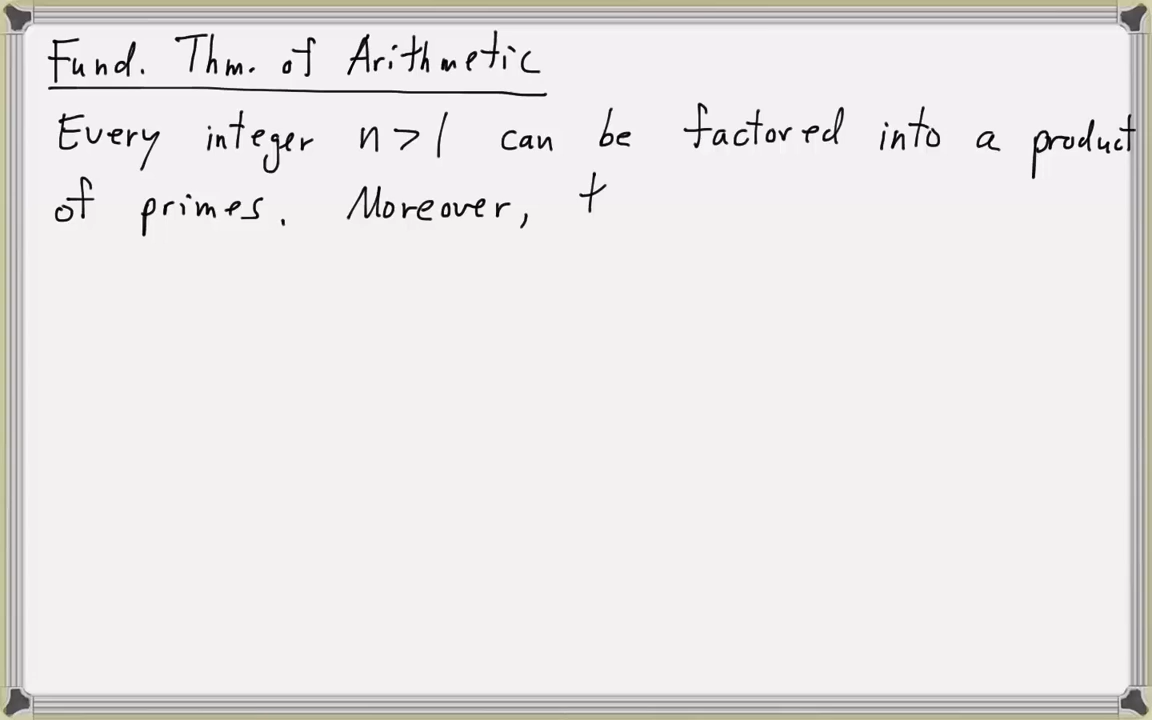 Fund. Thm. of Arithmetic
Every integer n > 1 can be factored into a product
of primes. Moreover, t